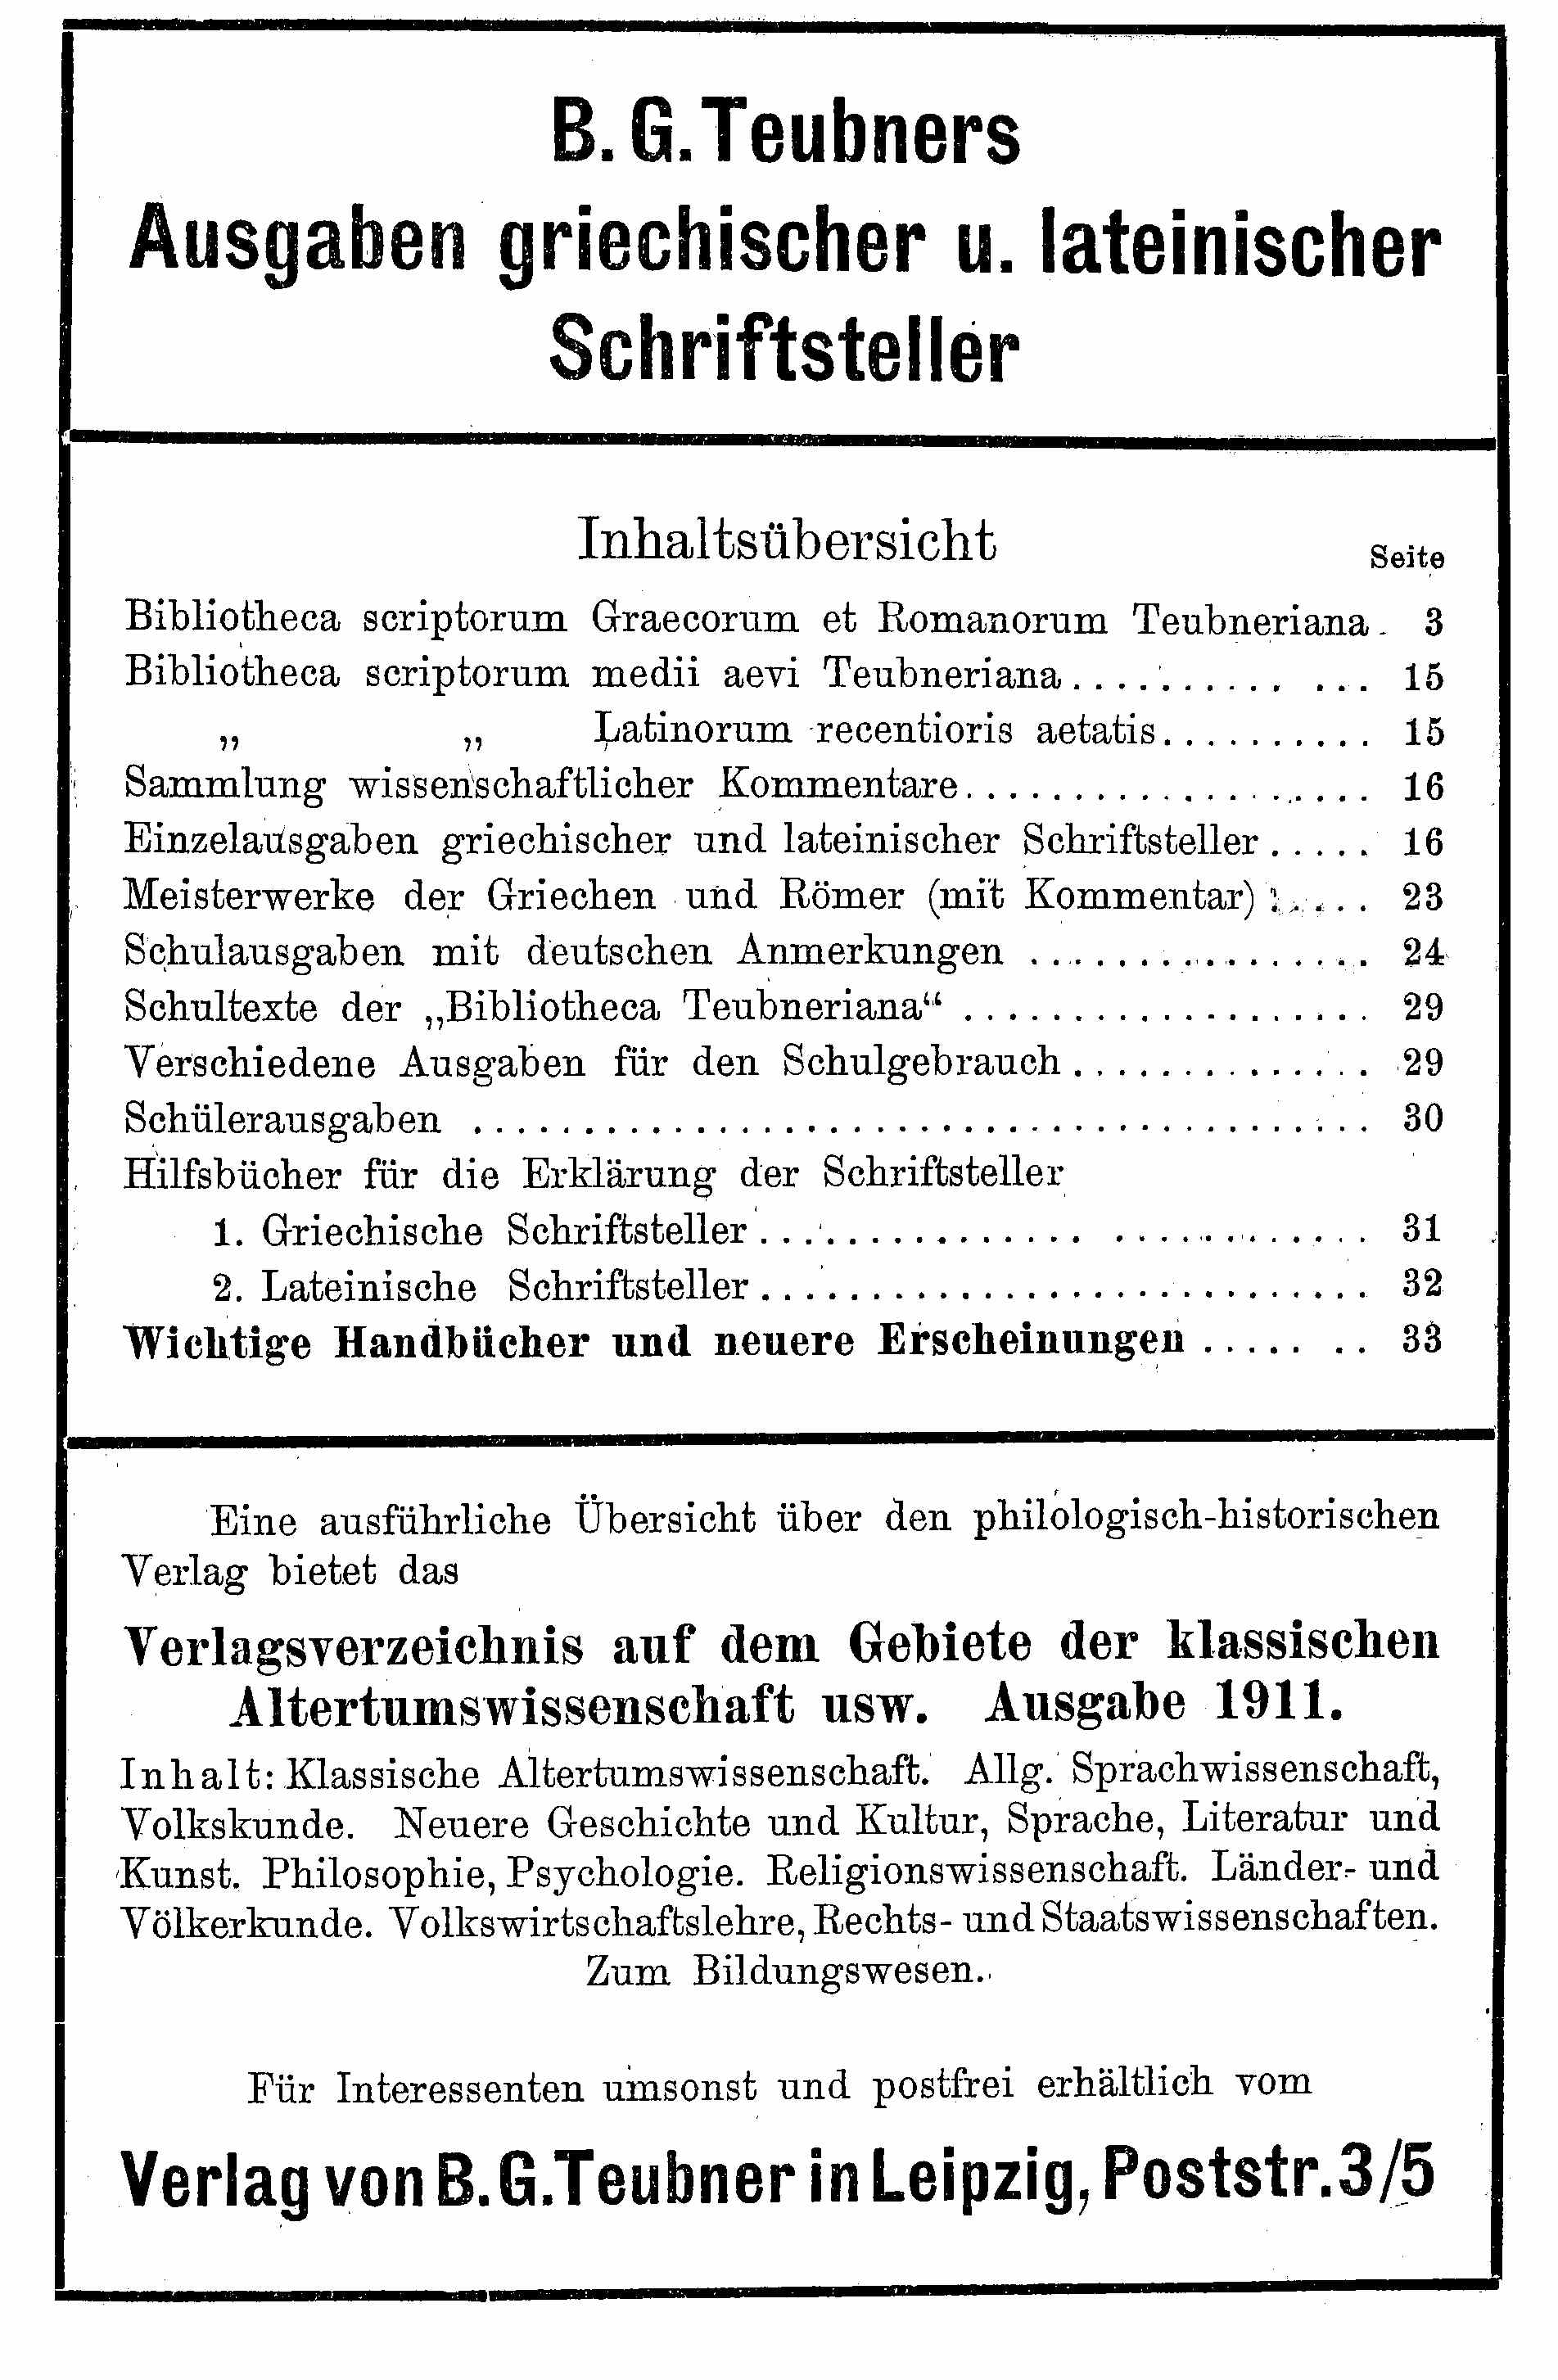 B. G. Teubners
Ausgaben griechischer u. lateinischer
Schriftsteller
Inhaltsübersicht
Seite
Bibliotheca scriptorum Graecorum et Romanorum Teubneriana . 3
Bibliotheca scriptorum medii aevi Teubneriana . . . . . . . . . . . . . 15
„ „ Latinorum recentioris aetatis . . . . . . . . . . 15
Sammlung wissenschaftlicher Kommentare . . . . . . . . . . . . . . . . . . . 16
Einzelausgaben griechischer und lateinischer Schriftsteller . . . . . 16
Meisterwerke der Griechen und Römer (mit Kommentar) . . . . . 23
Schulausgaben mit deutschen Anmerkungen . . . . . . . . . . . . . . . . 24
Schultexte der „Bibliotheca Teubneriana“ . . . . . . . . . . . . . . . . . . . 29
Verschiedene Ausgaben für den Schulgebrauch . . . . . . . . . . . . . . 29
Schülerausgaben . . . . . . . . . . . . . . . . . . . . . . . . . . . . . . . . . . . . . . . . . 30
Hilfsbücher für die Erklärung der Schriftsteller
1. Griechische Schriftsteller . . . . . . . . . . . . . . . . . . . . . . . . . . . 31
2. Lateinische Schriftsteller . . . . . . . . . . . . . . . . . . . . . . . . . . . . 32
Wichtige Handbücher und neuere Erscheinungen . . . . . . . 33
Eine ausführliche Übersicht über den philologisch-historischen
Verlag bietet das
Verlagsverzeichnis auf dem Gebiete der klassischen
Altertumswissenschaft usw. Ausgabe 1911.
Inhalt: Klassische Altertumswissenschaft. Allg. Sprachwissenschaft,
Volkskunde. Neuere Geschichte und Kultur, Sprache, Literatur und
Kunst. Philosophie, Psychologie. Religionswissenschaft. Länder- und
Völkerkunde. Volkswirtschaftslehre, Rechts- und Staatswissenschaften.
Zum Bildungswesen.
Für Interessenten umsonst und postfrei erhältlich vom
Verlag von B. G. Teubner in Leipzig, Poststr. 3/5